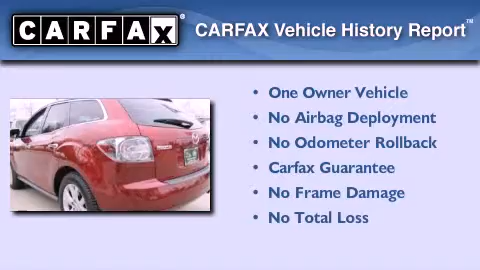 CARFAX® CARFAX Vehicle History Report™
• One Owner Vehicle
• No Airbag Deployment
• No Odometer Rollback
• Carfax Guarantee
• No Frame Damage
• No Total Loss